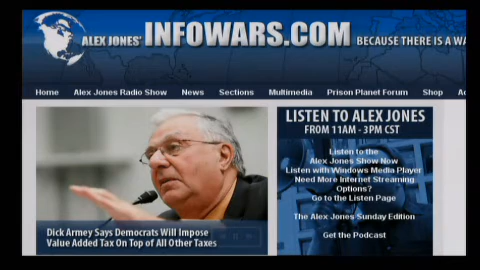 ALEX JONES' INFOWARS.COM BECAUSE THERE IS A WA
Home Alex Jones Radio Show News Sections Multimedia Prison Planet Forum Shop Ad
LISTEN TO ALEX JONES
FROM 11AM - 3PM CST
Listen to the
Alex Jones Show Now
Listen with Windows Media Player
Need More Internet Streaming
Options?
Go to the Listen Page
The Alex Jones Sunday Edition
Get the Podcast
Dick Armey Says Democrats Will Impose
Value Added Tax On Top of All Other Taxes